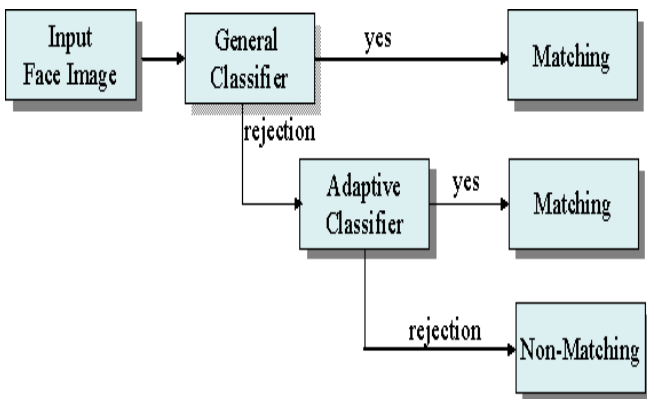 Input
Face Image
General
Classifier
yes
Matching
rejection
Adaptive
Classifier
yes
Matching
rejection
Non-Matching